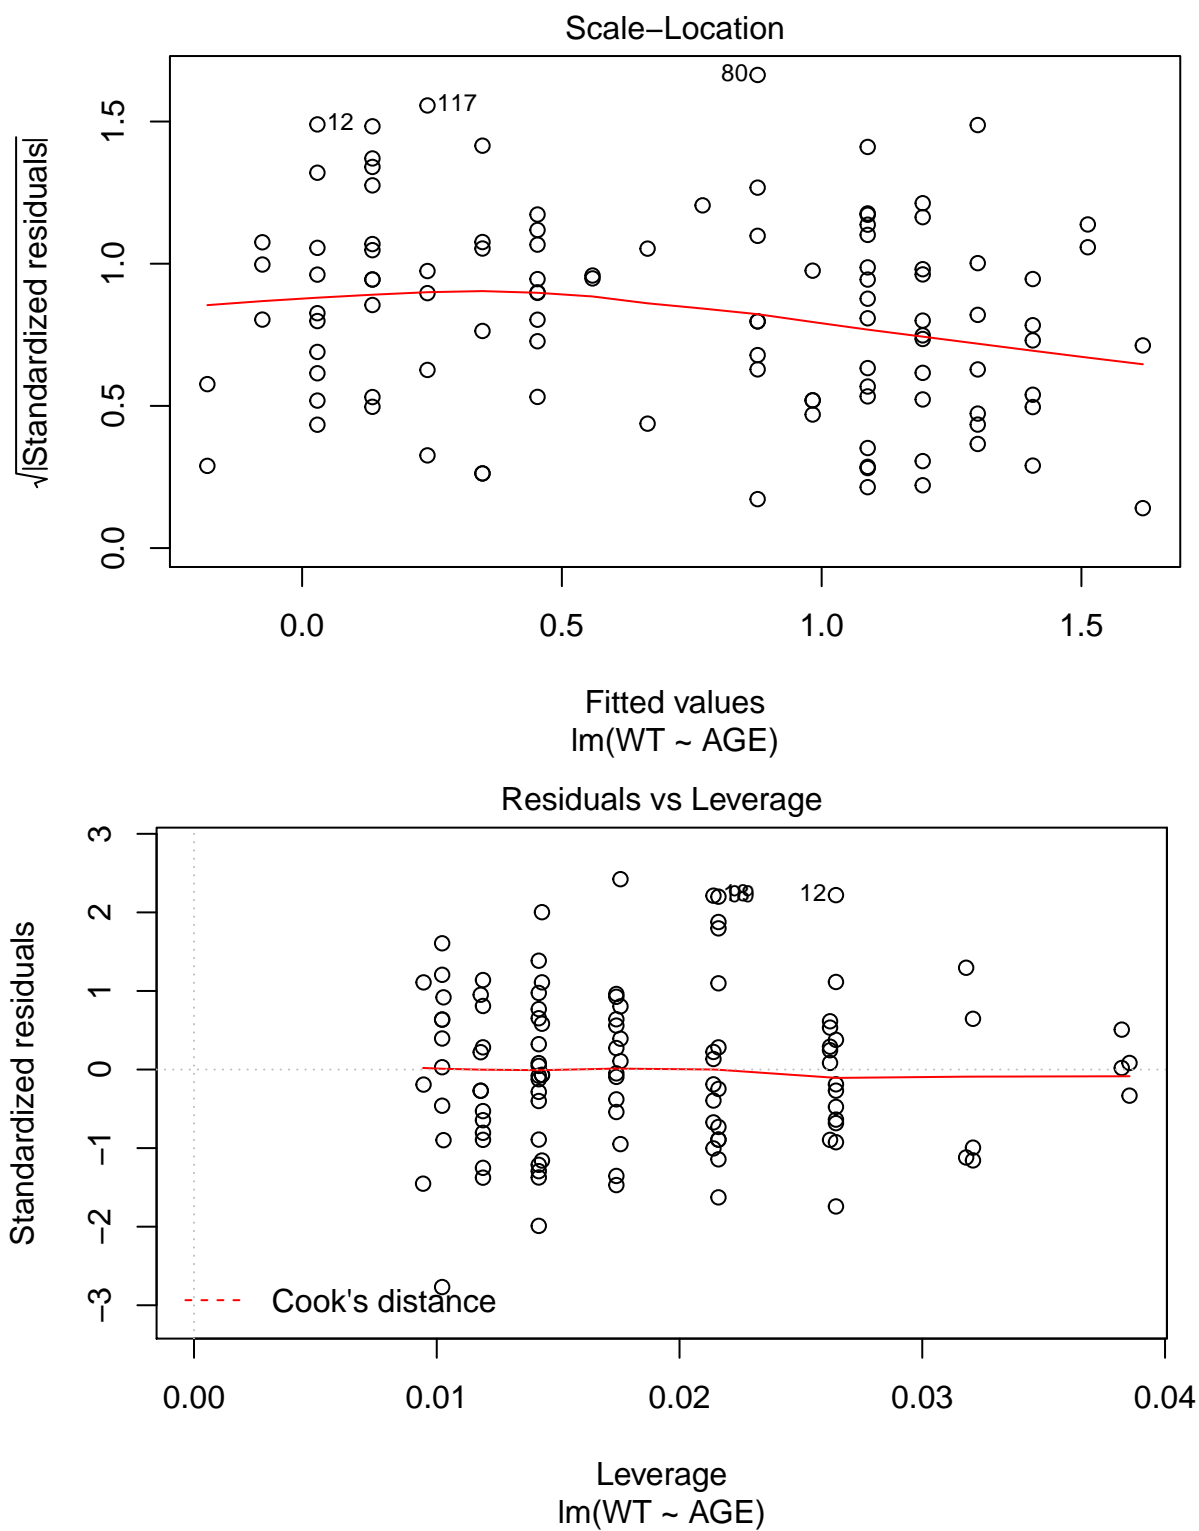 Scale−Location
80
117
12
1.5
1.0
0.5
0.0
√|Standardized residuals|
0.0 0.5 1.0 1.5
Fitted values
lm(WT ~ AGE)
Residuals vs Leverage
3
2
1
0
−1
−2
−3
Standardized residuals
12
Cook's distance
0.00 0.01 0.02 0.03 0.04
Leverage
lm(WT ~ AGE)